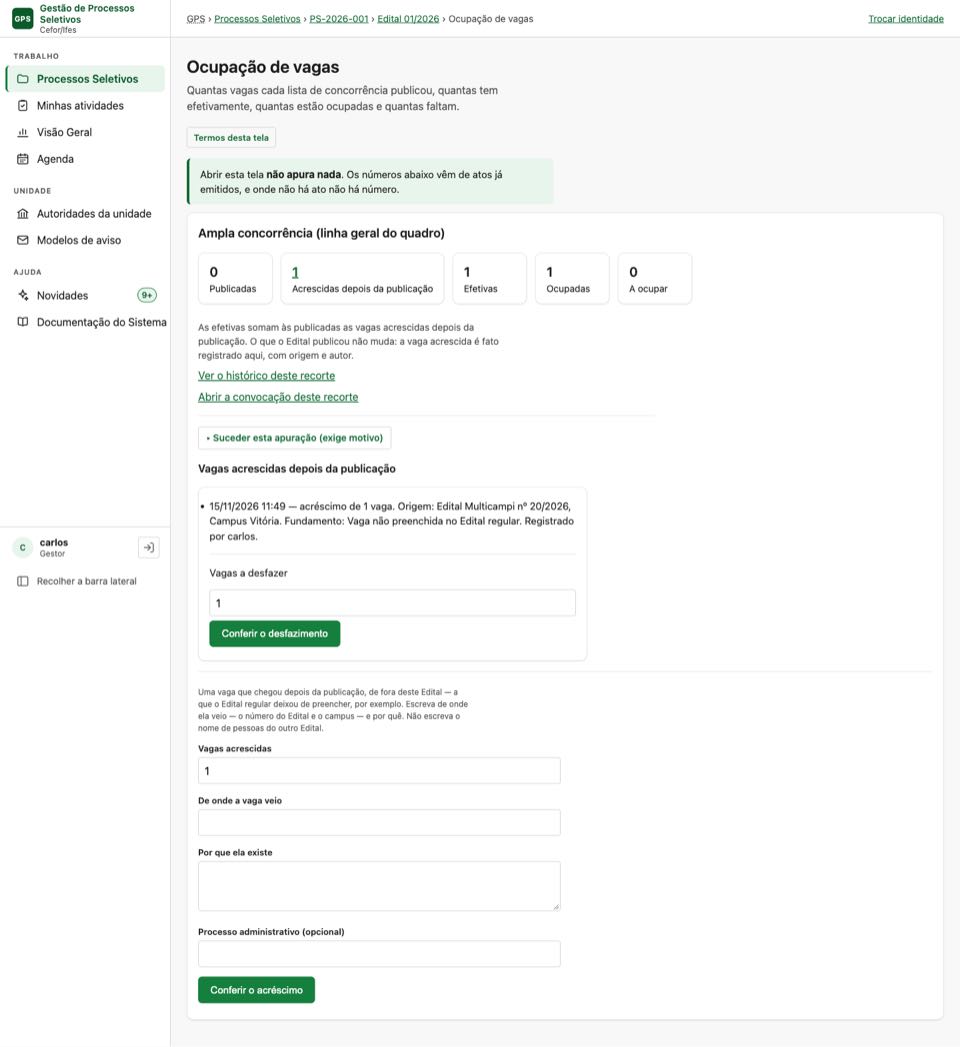 GPS
Gestão de Processos
Seletivos
Cefor/Ifes
TRABALHO
Processos Seletivos
Minhas atividades
Visão Geral
Agenda
UNIDADE
Autoridades da unidade
Modelos de aviso
AJUDA
Novidades 9+
Documentação do Sistema
C
carlos
Gestor
Recolher a barra lateral
GPS › Processos Seletivos › PS-2026-001 › Edital 01/2026 › Ocupação de vagas
Trocar identidade
Ocupação de vagas
Quantas vagas cada lista de concorrência publicou, quantas tem
efetivamente, quantas estão ocupadas e quantas faltam.
Termos desta tela
Abrir esta tela não apura nada. Os números abaixo vêm de atos já
emitidos, e onde não há ato não há número.
Ampla concorrência (linha geral do quadro)
0
Publicadas
1
Acrescidas depois da publicação
1
Efetivas
1
Ocupadas
0
A ocupar
As efetivas somam às publicadas as vagas acrescidas depois da
publicação. O que o Edital publicou não muda: a vaga acrescida é fato
registrado aqui, com origem e autor.
Ver o histórico deste recorte
Abrir a convocação deste recorte
Suceder esta apuração (exige motivo)
Vagas acrescidas depois da publicação
• 15/11/2026 11:49 — acréscimo de 1 vaga. Origem: Edital Multicampi nº 20/2026,
Campus Vitória. Fundamento: Vaga não preenchida no Edital regular. Registrado
por carlos.
Vagas a desfazer
1
Conferir o desfazimento
Uma vaga que chegou depois da publicação, de fora deste Edital — a
que o Edital regular deixou de preencher, por exemplo. Escreva de onde
ela veio — o número do Edital e o campus — e por quê. Não escreva o
nome de pessoas do outro Edital.
Vagas acrescidas
1
De onde a vaga veio
Por que ela existe
Processo administrativo (opcional)
Conferir o acréscimo